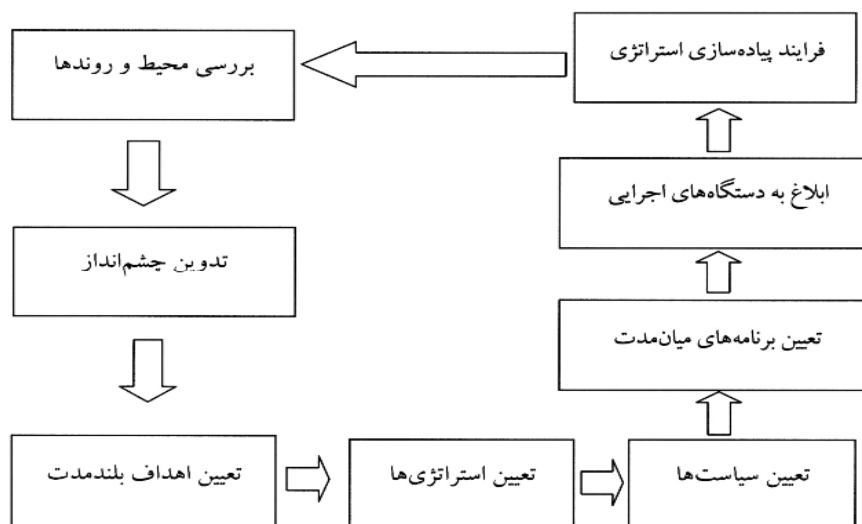 بررسی محیط و روندها
فرایند پیاده‌سازی استراتژی
ابلاغ به دستگاه‌های اجرایی
تدوین چشم‌انداز
تعیین برنامه‌های میان‌مدت
تعیین اهداف بلندمدت
تعیین استراتژی‌ها
تعیین سیاست‌ها